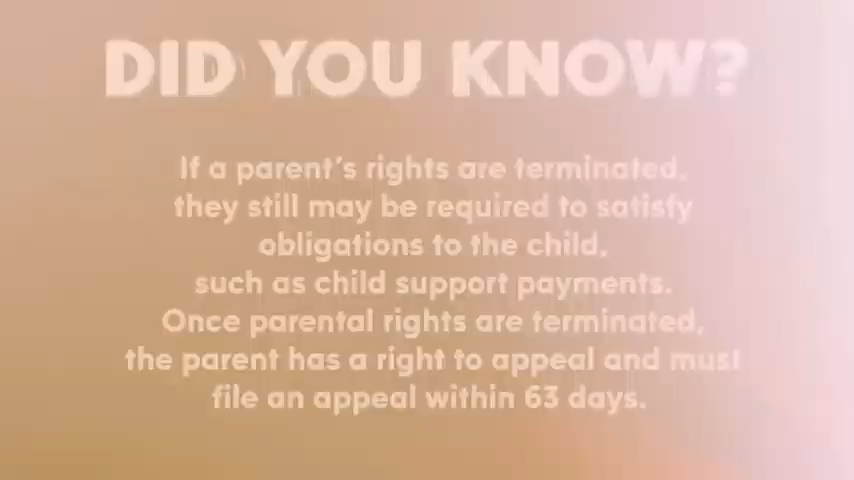 DID YOU KNOW?
If a parent's rights are terminated,
they still may be required to satisfy
obligations to the child,
such as child support payments.
Once parental rights are terminated,
the parent has a right to appeal and must
file an appeal within 63 days.